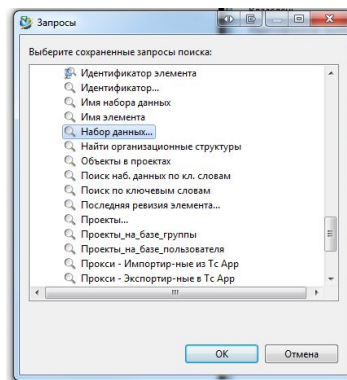 Запросы
Выберите сохраненные запросы поиска:
Идентификатор элемента
Идентификатор...
Имя набора данных
Имя элемента
Набор данных...
Найти организационные структуры
Объекты в проектах
Поиск наб. данных по кл. словам
Поиск по ключевым словам
Последняя ревизия элемента...
Проекты...
Проекты_на_базе_группы
Проекты_на_базе_пользователя
Прокси - Импортир-ные из Tc App
Прокси - Экспортир-ные в Tc App
OK
Отмена